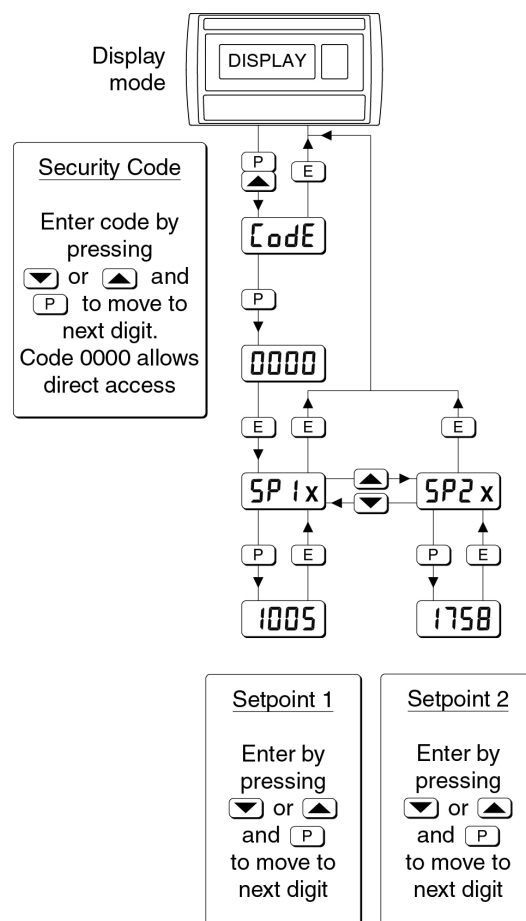 Display
mode
DISPLAY
P
E
Security Code
Enter code by
pressing
▼ or ▲ and
P to move to
next digit.
Code 0000 allows
direct access
CodE
P
0000
E
E
E
SP1x
▲
▼
SP2x
P
E
P
E
1005
1758
Setpoint 1
Enter by
pressing
▼ or ▲
and P
to move to
next digit
Setpoint 2
Enter by
pressing
▼ or ▲
and P
to move to
next digit